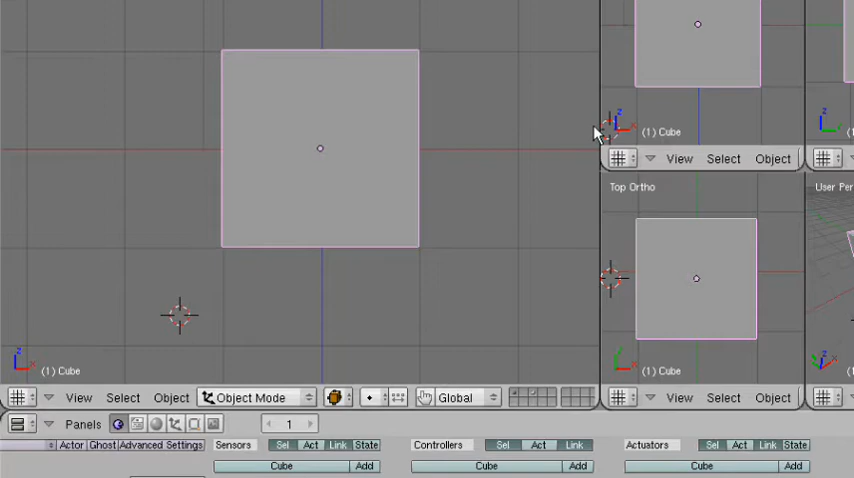 (1) Cube
View Select Object
Top Ortho
User Per
(1) Cube
(1) Cube
View Select Object Object Mode Global
View Select Object
Panels 1
Actor Ghost Advanced Settings Sensors Sel Act Link State Controllers Sel Act Link Actuators Sel Act Link State
Cube Add Cube Add Cube Add